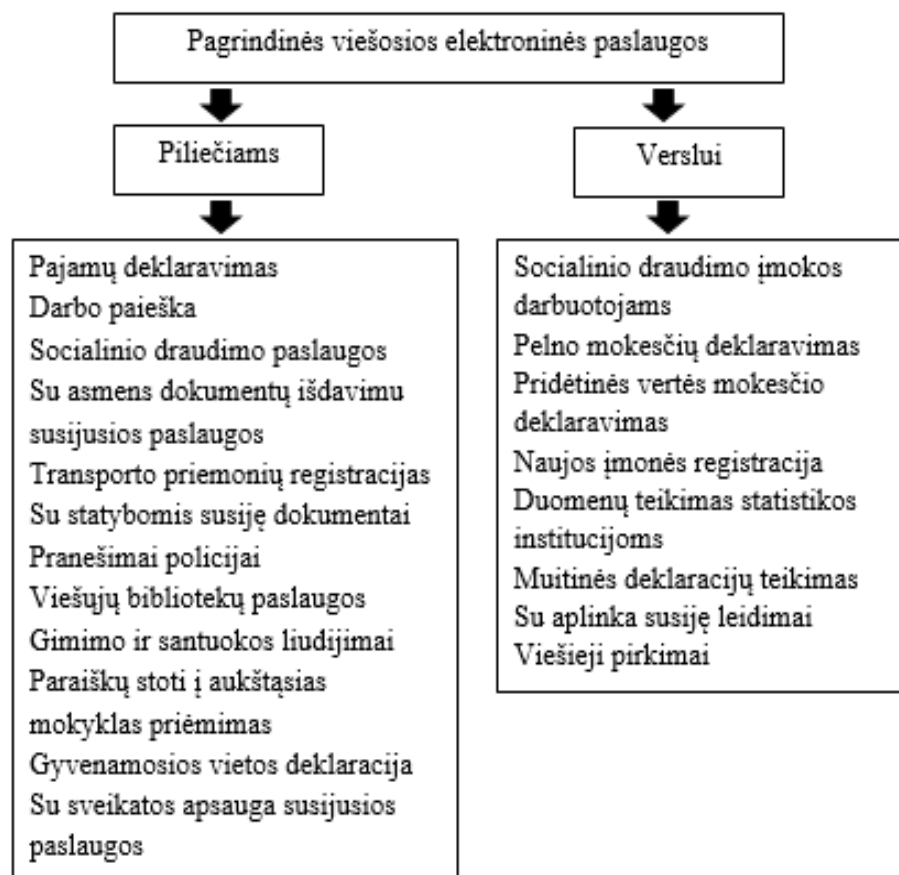 Pagrindinės viešosios elektroninės paslaugos
Piliečiams
Verslui
Pajamų deklaravimas
Darbo paieška
Socialinio draudimo paslaugos
Su asmens dokumentų išdavimu
susijusios paslaugos
Transporto priemonių registracijas
Su statybomis susiję dokumentai
Pranešimai policijai
Viešųjų bibliotekų paslaugos
Gimimo ir santuokos liudijimai
Paraiškų stoti į aukštąsias
mokyklas priėmimas
Gyvenamosios vietos deklaracija
Su sveikatos apsauga susijusios
paslaugos
Socialinio draudimo įmokos
darbuotojams
Pelno mokesčių deklaravimas
Pridėtinės vertės mokesčio
deklaravimas
Naujos įmonės registracija
Duomenų teikimas statistikos
institucijoms
Muitinės deklaracijų teikimas
Su aplinka susiję leidimai
Viešieji pirkimai